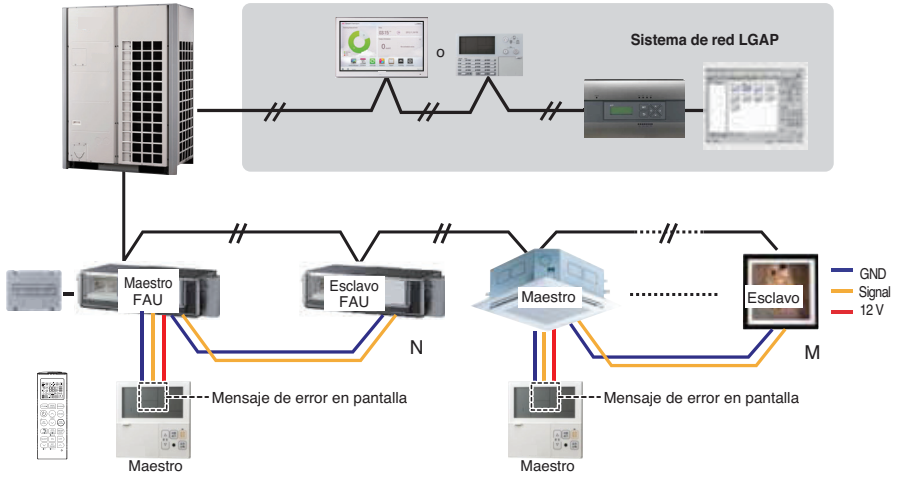 Sistema de red LGAP
o
Maestro
FAU
Esclavo
FAU
Maestro
Esclavo
GND
Signal
12 V
N
M
Mensaje de error en pantalla
Mensaje de error en pantalla
Maestro
Maestro